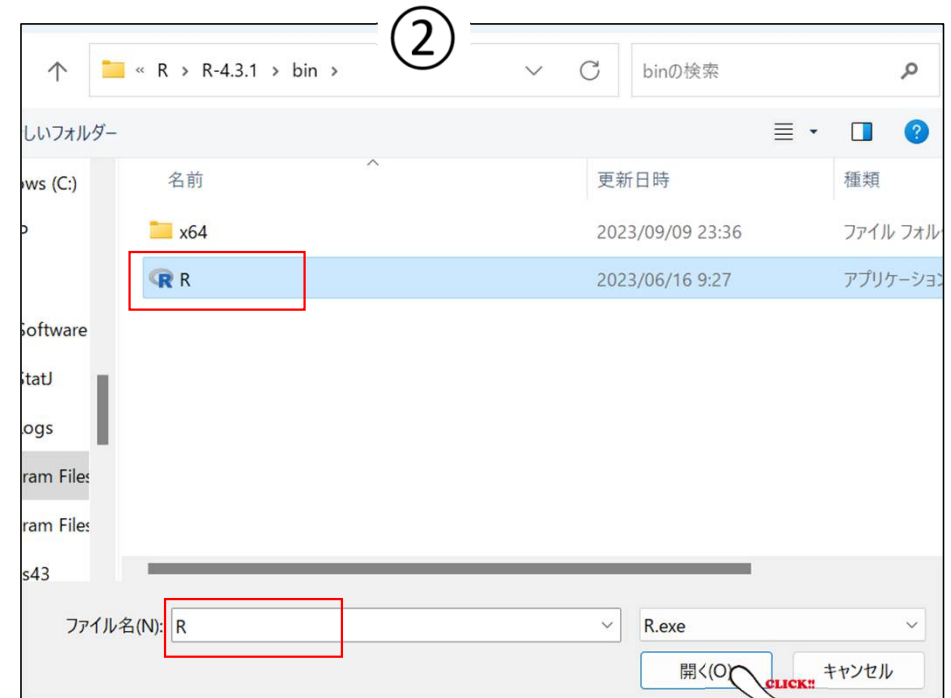 ②
« R > R-4.3.1 > bin >
binの検索
しいフォルダー
ws (C:)
名前
更新日時
種類
x64
2023/09/09 23:36
ファイル フォル
R
2023/06/16 9:27
アプリケーション
Software
StatJ
ogs
ram Files
ram Files
s43
ファイル名(N):
R
R.exe
開く(O)
CLICK!!
キャンセル